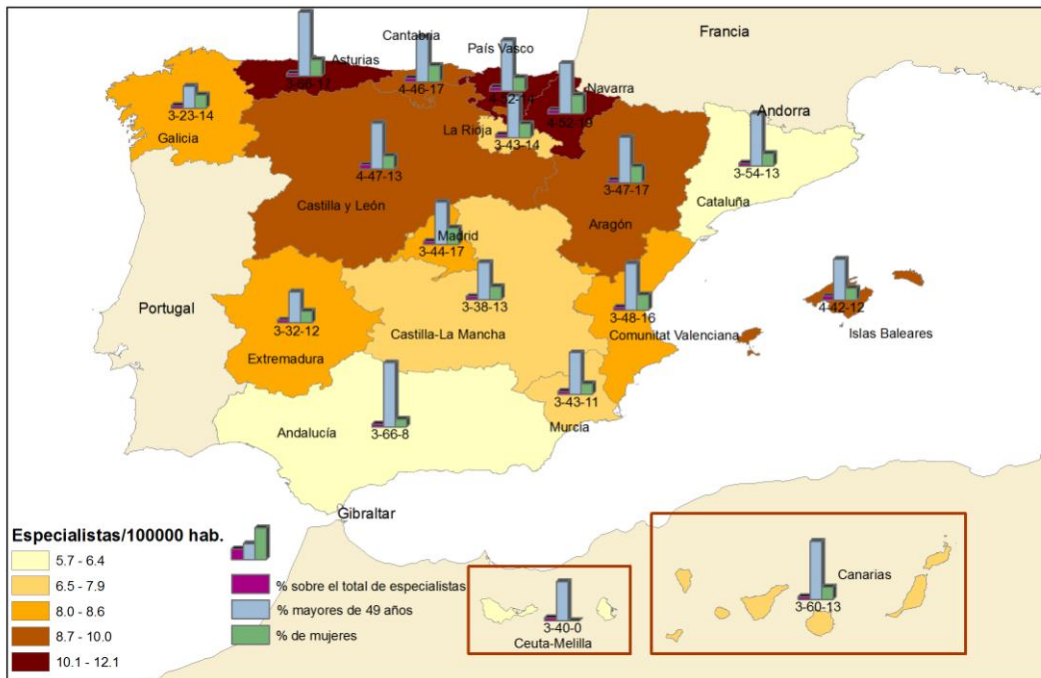 Francia
Cantabria
País Vasco
Asturias
Navarra
Andorra
4-46-17
3-23-14
Galicia
La Rioja
3-43-14
4-47-13
3-47-17
3-54-13
Cataluña
Castilla y León
Aragón
Madrid
3-44-17
Portugal
3-38-13
3-48-16
4-42-12
3-32-12
Castilla-La Mancha
Comunitat Valenciana
Islas Baleares
Extremadura
3-43-11
Murcia
3-66-8
Andalucía
Gibraltar
Especialistas/100000 hab.
5.7 - 6.4
6.5 - 7.9
8.0 - 8.6
8.7 - 10.0
10.1 - 12.1
% sobre el total de especialistas
% mayores de 49 años
% de mujeres
3-40-0
Ceuta-Melilla
Canarias
3-60-13